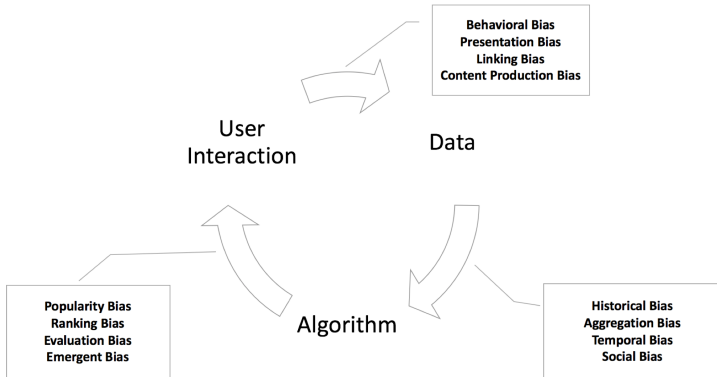 Behavioral Bias
Presentation Bias
Linking Bias
Content Production Bias
User
Interaction
Data
Popularity Bias
Ranking Bias
Evaluation Bias
Emergent Bias
Algorithm
Historical Bias
Aggregation Bias
Temporal Bias
Social Bias